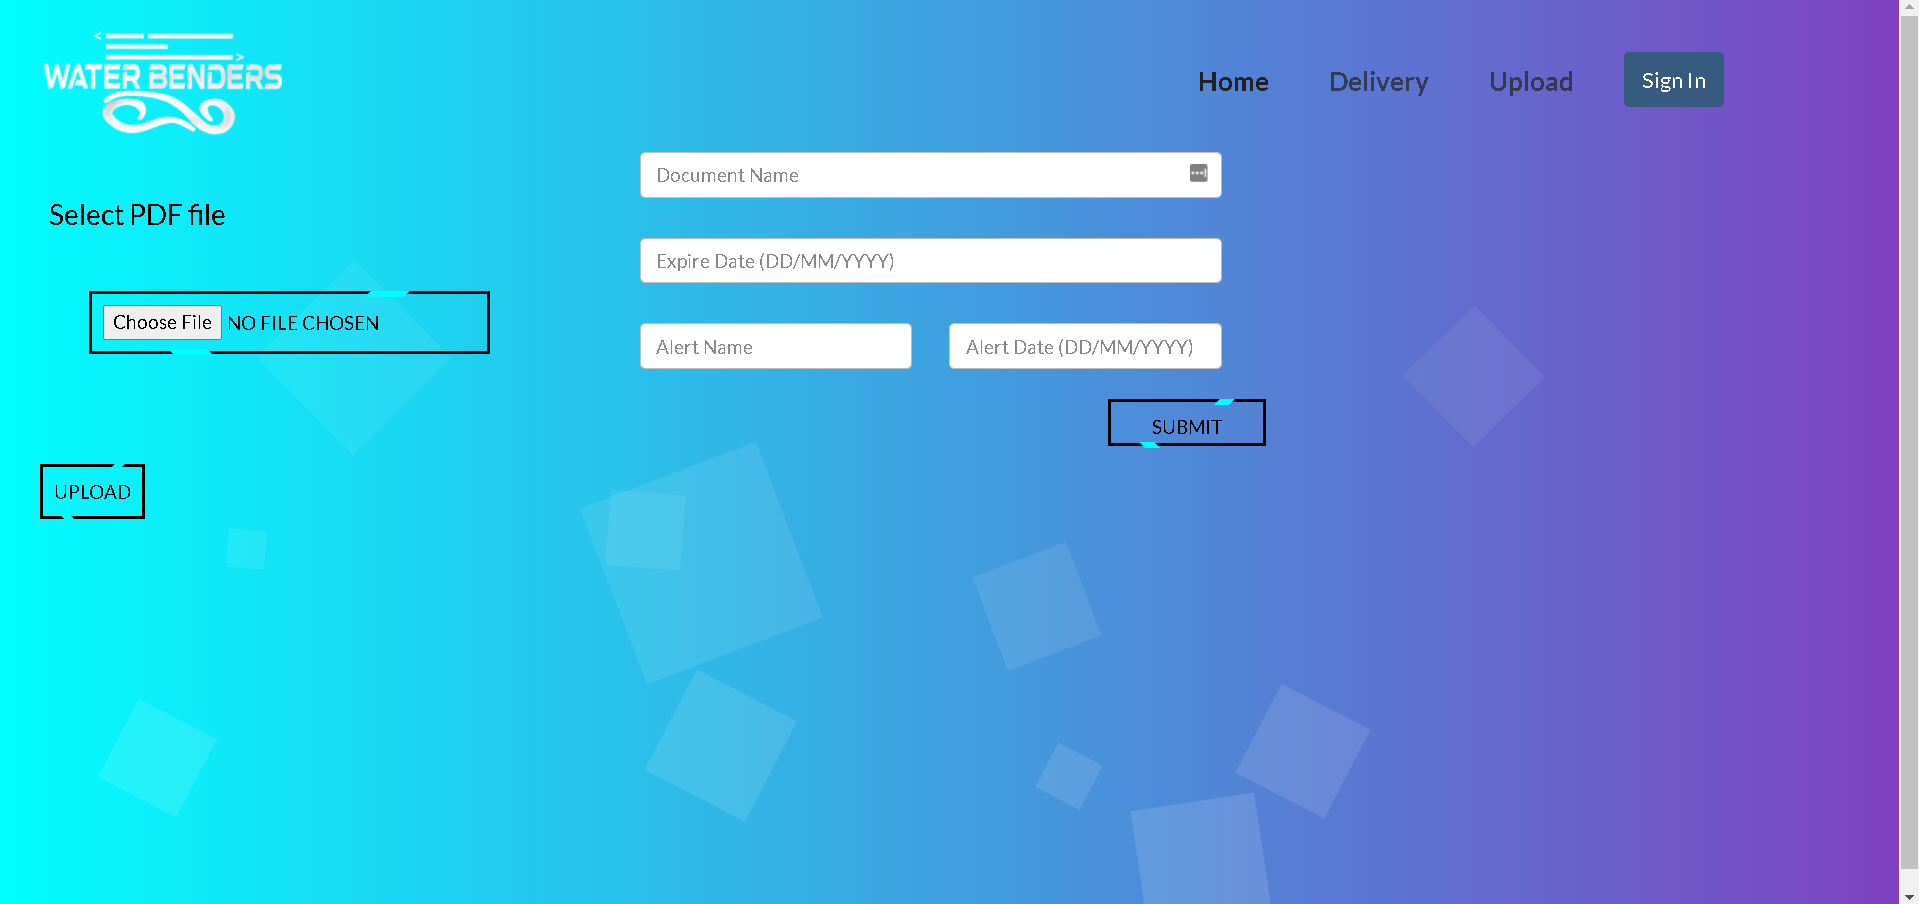 WATER BENDERS
Home Delivery Upload Sign In
Document Name
Select PDF file
Expire Date (DD/MM/YYYY)
Choose File NO FILE CHOSEN
Alert Name Alert Date (DD/MM/YYYY)
SUBMIT
UPLOAD